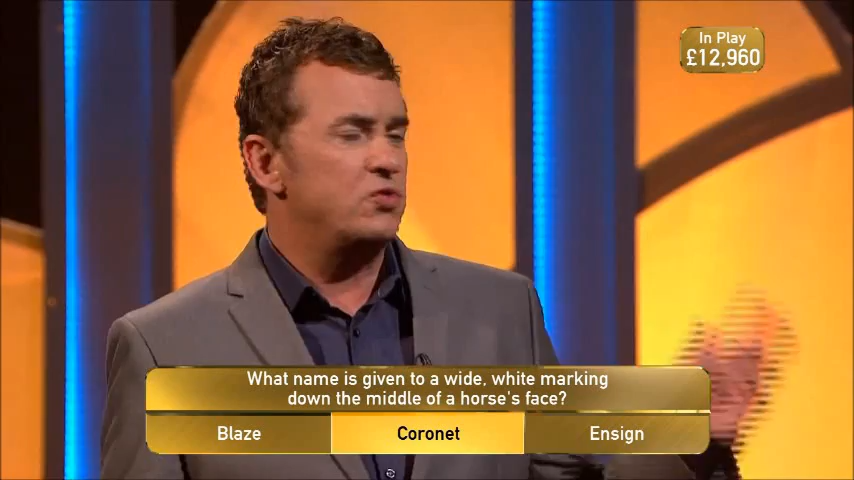 In Play
£12,960
What name is given to a wide, white marking
down the middle of a horse's face?
Blaze
Coronet
Ensign